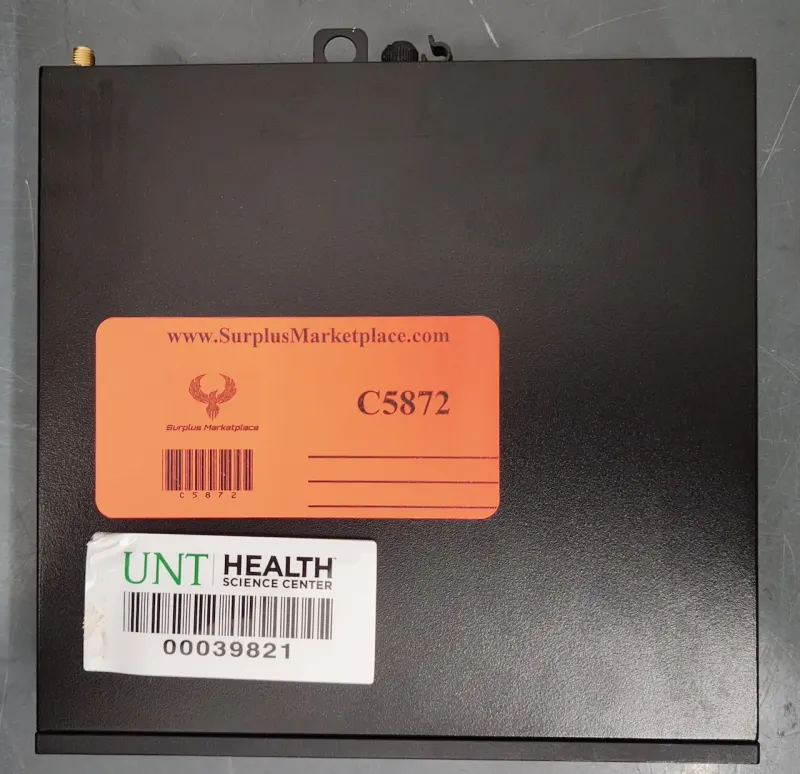 www.SurplusMarketplace.com
C5872
Surplus Marketplace
C5872
UNT HEALTH
SCIENCE CENTER
00039821